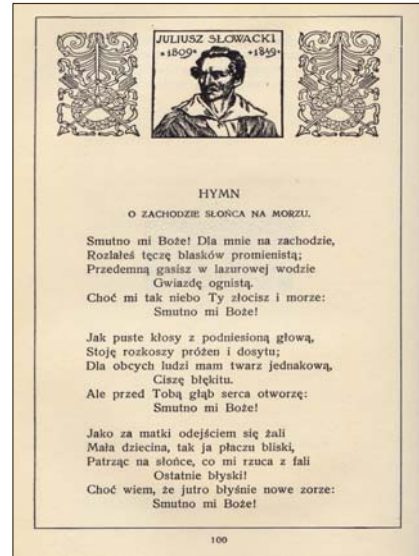 JULIUSZ SŁOWACKI
•1809• •1849•
HYMN
O ZACHODZIE SŁOŃCA NA MORZU.
Smutno mi Boże! Dla mnie na zachodzie,
Rozlałeś tęczę blasków promienistą;
Przedemną gasisz w lazurowej wodzie
Gwiazdę ognistą.
Choć mi tak niebo Ty złocisz i morze:
Smutno mi Boże!
Jak puste kłosy z podniesioną głową,
Stoję rozkoszy próżen i dosytu;
Dla obcych ludzi mam twarz jednakową,
Ciszę błękitu.
Ale przed Tobą głąb serca otworzę:
Smutno mi Boże!
Jako za matki odejściem się żali
Mała dziecina, tak ja płaczu bliski,
Patrząc na słońce, co mi rzuca z fali
Ostatnie błyski!
Choć wiem, że jutro błyśnie nowe zorze:
Smutno mi Boże!
100